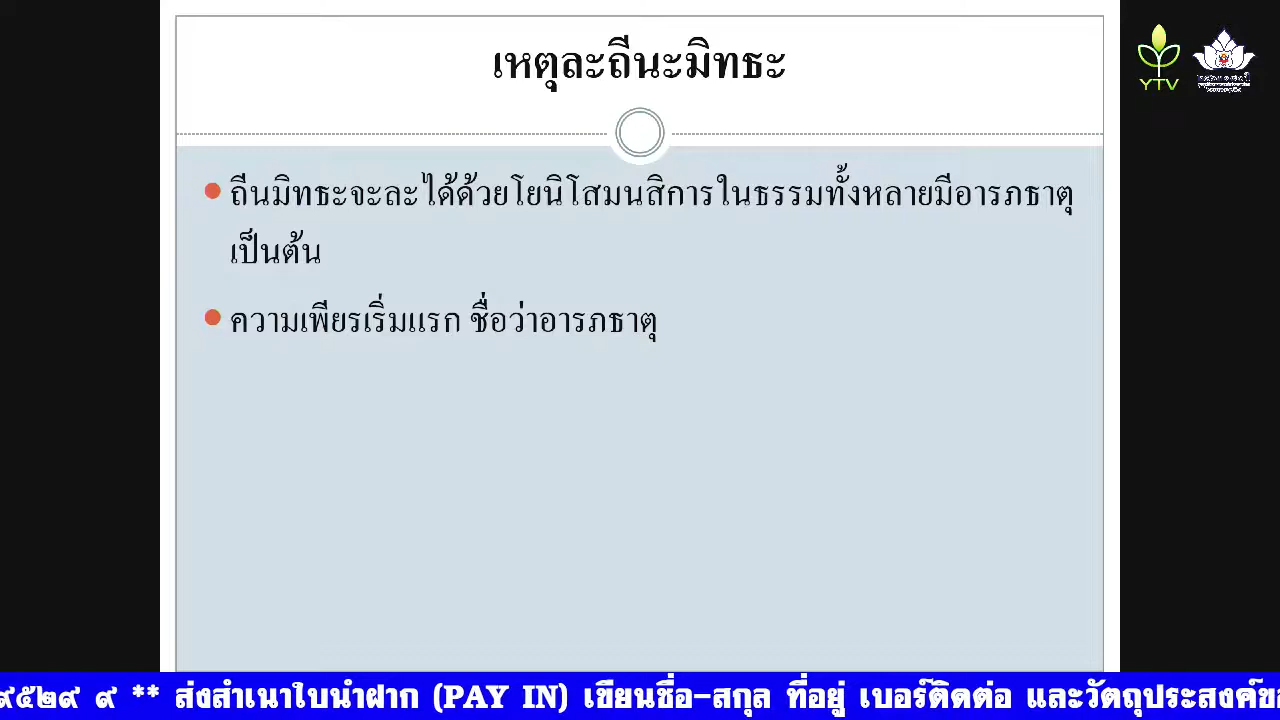 เหตุละถีนะมิทธะ
YTV
ถีนมิทธะจะละได้ด้วยโยนิโสมนสิการในธรรมทั้งหลายมีอารภธาตุ
เป็นต้น
ความเพียรเริ่มแรก ชื่อว่าอารภธาตุ
๙๕๒๙ ๙ ** ส่งสำเนาใบนำฝาก (PAY IN) เขียนชื่อ-สกุล ที่อยู่ เบอร์ติดต่อ และวัตถุประสงค์ข